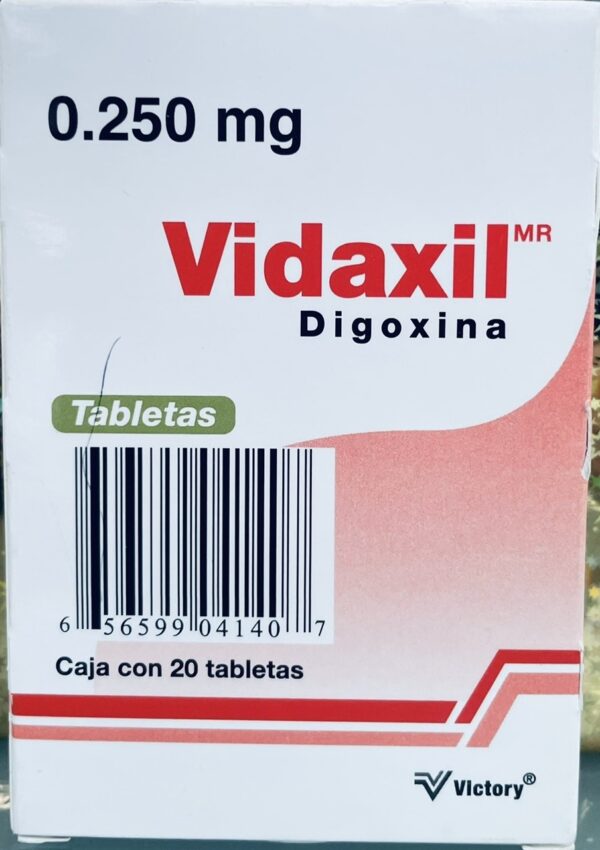 0.250 mg
Vidaxil MR
Digoxina
Tabletas
6 56599 04140 7
Caja con 20 tabletas
Victory®